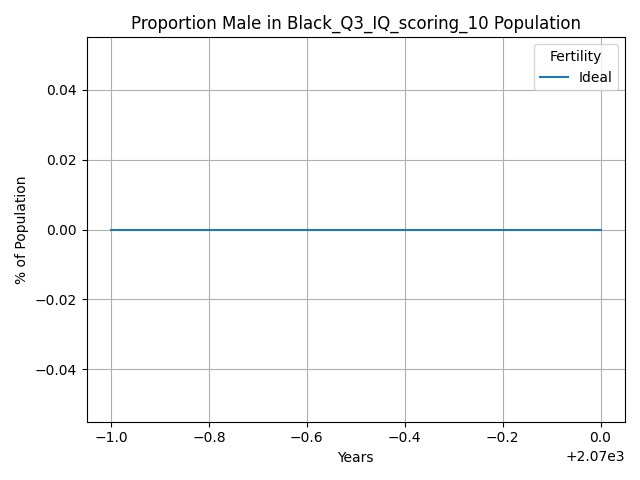 Proportion Male in Black_Q3_IQ_scoring_10 Population
Fertility
Ideal
% of Population
0.04
0.02
0.00
−0.02
−0.04
−1.0 −0.8 −0.6 −0.4 −0.2 0.0
Years
+2.07e3